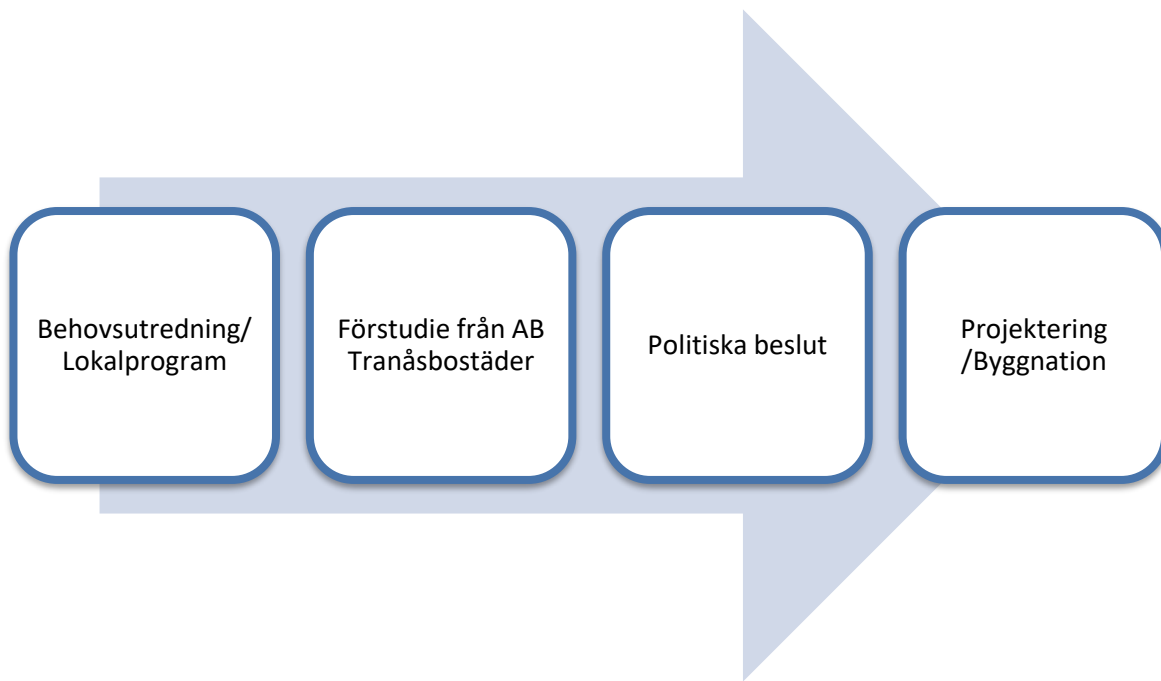 Behovsutredning/
Lokalprogram
Förstudie från AB
Tranåsbostäder
Politiska beslut
Projektering
/Byggnation